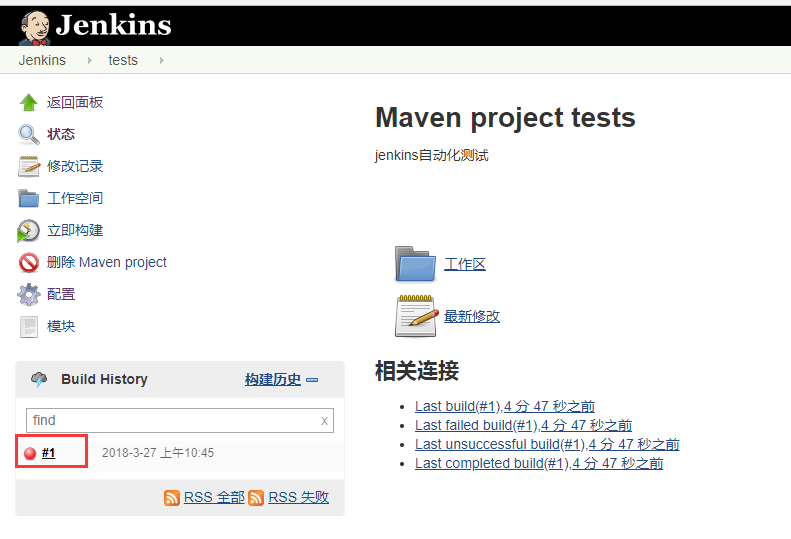 Jenkins
Jenkins tests
返回面板
状态
修改记录
工作空间
立即构建
删除 Maven project
配置
模块
Build History 构建历史
find x
#1 2018-3-27 上午10:45
RSS 全部 RSS 失败
Maven project tests
jenkins自动化测试
工作区
最新修改
相关连接
Last build(#1),4 分 47 秒之前
Last failed build(#1),4 分 47 秒之前
Last unsuccessful build(#1),4 分 47 秒之前
Last completed build(#1),4 分 47 秒之前